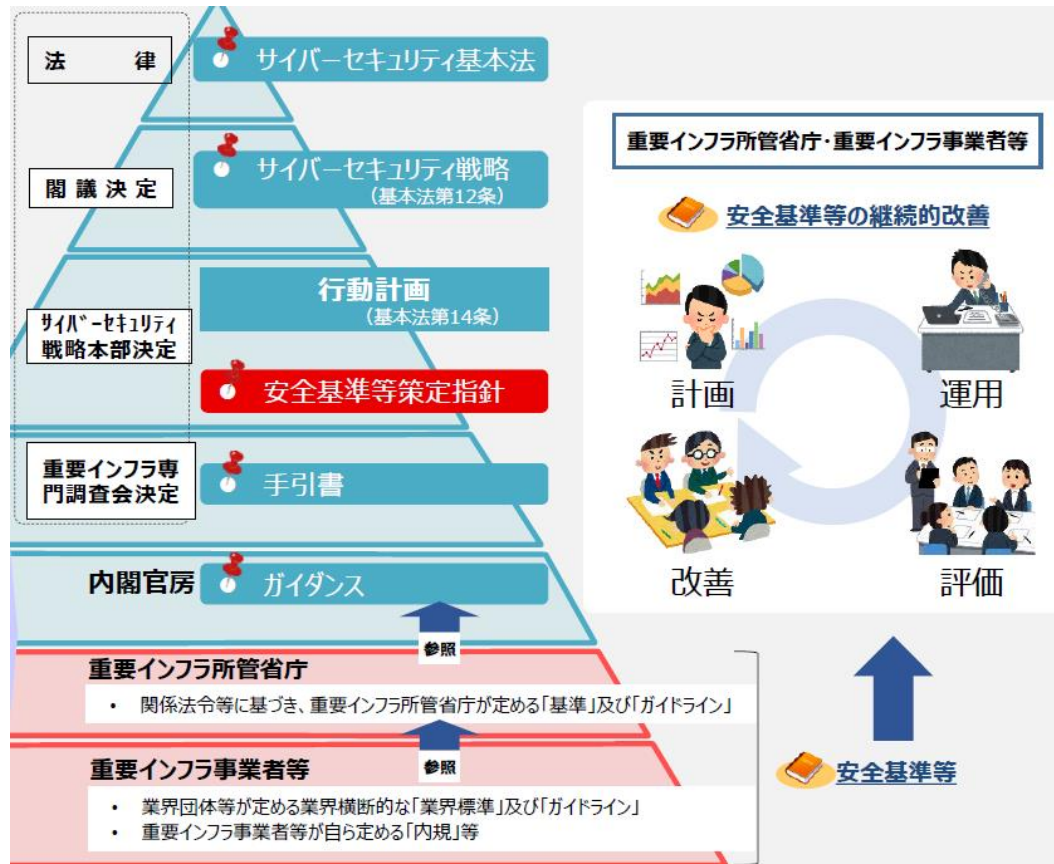 法　　律
サイバーセキュリティ基本法
閣議決定
サイバーセキュリティ戦略
(基本法第12条)
サイバーセキュリティ
戦略本部決定
行動計画
(基本法第14条)
安全基準等策定指針
重要インフラ専
門調査会決定
手引書
内閣官房
ガイダンス
参照
重要インフラ所管省庁
• 関係法令等に基づき、重要インフラ所管省庁が定める「基準」及び「ガイドライン」
参照
重要インフラ事業者等
• 業界団体等が定める業界横断的な「業界標準」及び「ガイドライン」
• 重要インフラ事業者等が自ら定める「内規」等
重要インフラ所管省庁・重要インフラ事業者等
安全基準等の継続的改善
計画
運用
改善
評価
安全基準等